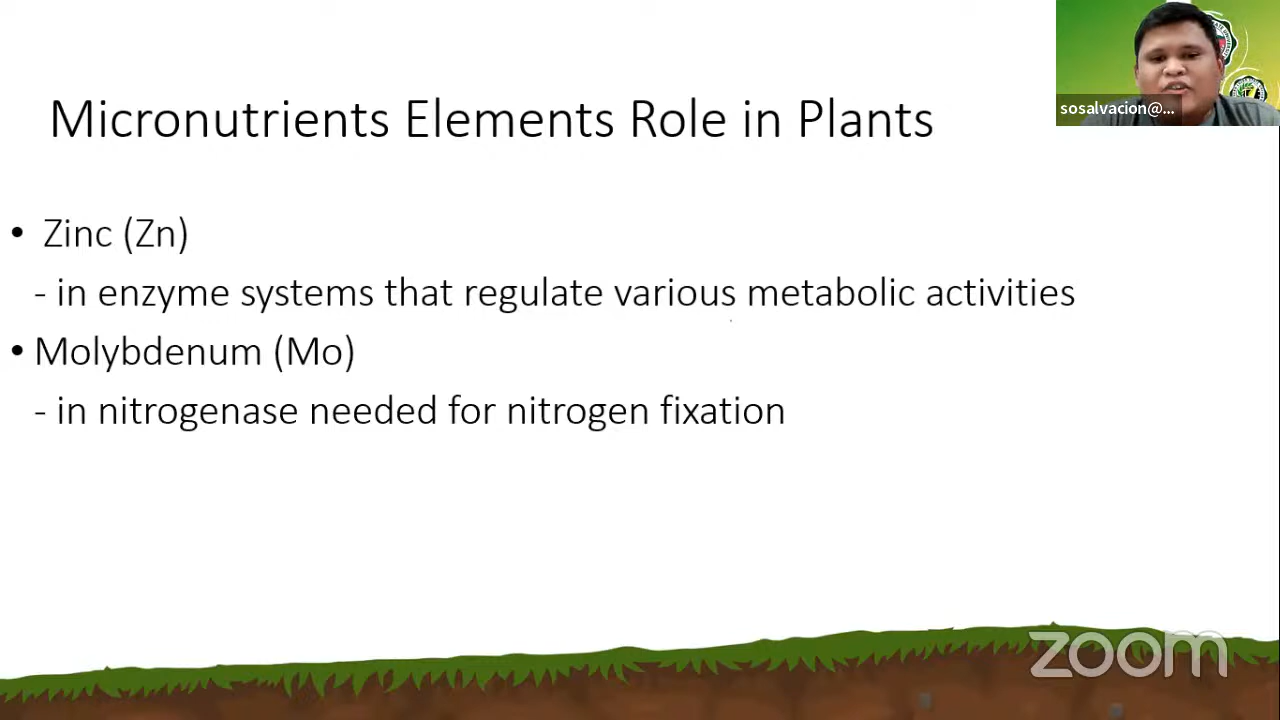 Micronutrients Elements Role in Plants
sosalvacion@...
• Zinc (Zn)
- in enzyme systems that regulate various metabolic activities
• Molybdenum (Mo)
- in nitrogenase needed for nitrogen fixation
zoom